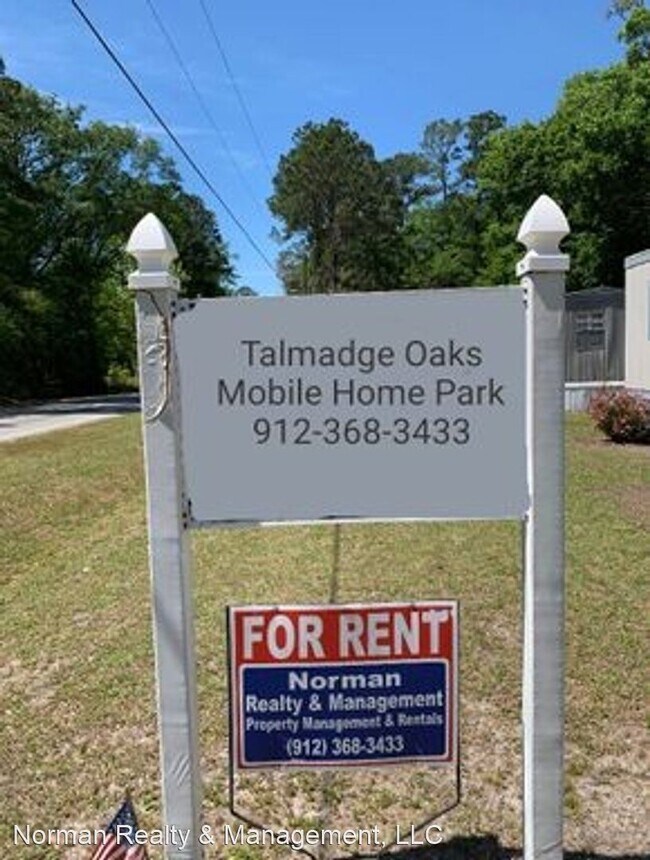 Talmadge Oaks
Mobile Home Park
912-368-3433
FOR RENT
Norman
Realty & Management
Property Management & Rentals
(912) 368-3433
Norman Realty & Management, LLC